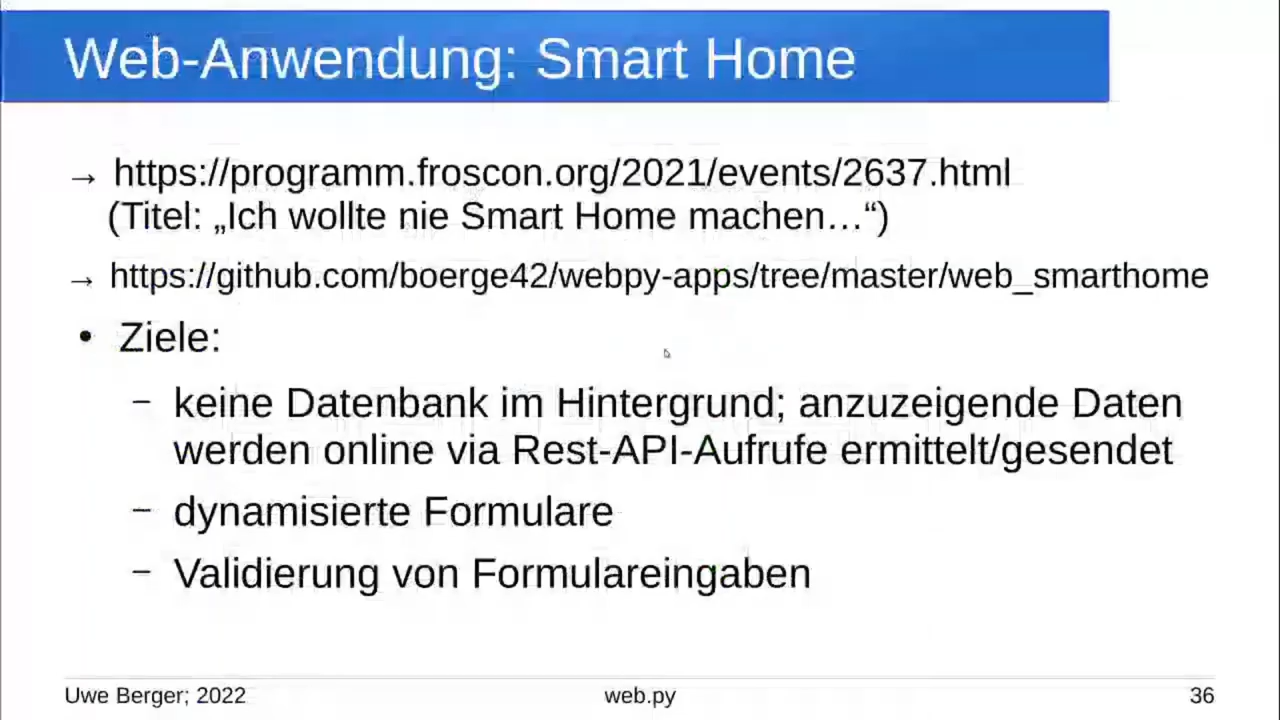 Web-Anwendung: Smart Home
→ https://programm.froscon.org/2021/events/2637.html
(Titel: „Ich wollte nie Smart Home machen…“)
→ https://github.com/boerge42/webpy-apps/tree/master/web_smarthome
• Ziele:
– keine Datenbank im Hintergrund; anzuzeigende Daten
werden online via Rest-API-Aufrufe ermittelt/gesendet
– dynamisierte Formulare
– Validierung von Formulareingaben
Uwe Berger; 2022 web.py 36